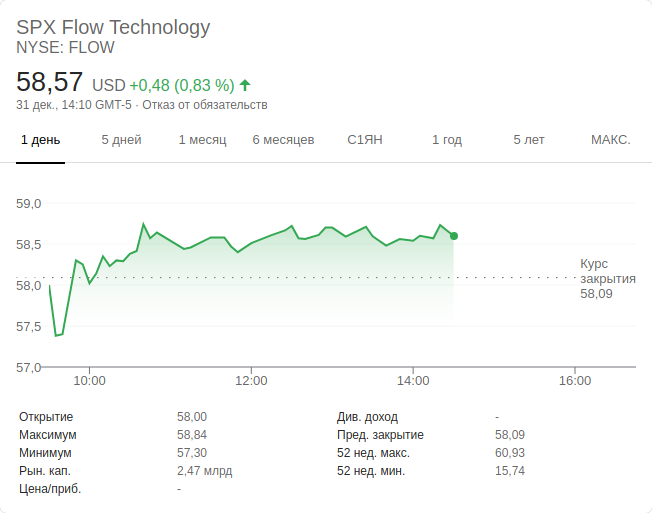 SPX Flow Technology
NYSE: FLOW
58,57 USD +0,48 (0,83 %)
31 дек., 14:10 GMT-5 · Отказ от обязательств
1 день 5 дней 1 месяц 6 месяцев С1ЯН 1 год 5 лет МАКС.
59,0
58,5
58,0
57,5
57,0
Курс
закрытия
58,09
10:00 12:00 14:00 16:00
Открытие 58,00
Максимум 58,84
Минимум 57,30
Рын. кап. 2,47 млрд
Цена/приб. -
Див. доход -
Пред. закрытие 58,09
52 нед. макс. 60,93
52 нед. мин. 15,74